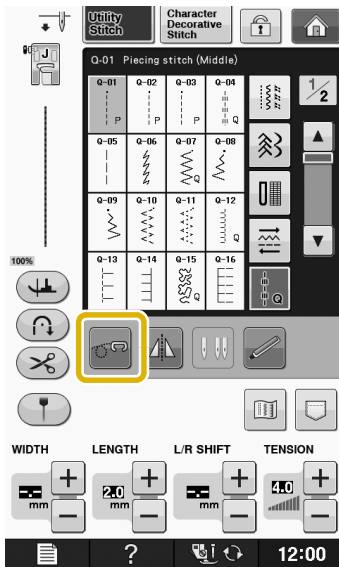 Utility Stitch
Character Decorative Stitch
J
Q-01 Piecing stitch (Middle)
Q-01 Q-02 Q-03 Q-04
P P P Q
1/2
Q-05 Q-06 Q-07 Q-08
Q
Q-09 Q-10 Q-11 Q-12
Q
100%
Q-13 Q-14 Q-15 Q-16
Q
Q
WIDTH LENGTH L/R SHIFT TENSION
-.- + 2.0 + -.- + 4.0 +
mm mm mm
- - - -
? 12:00